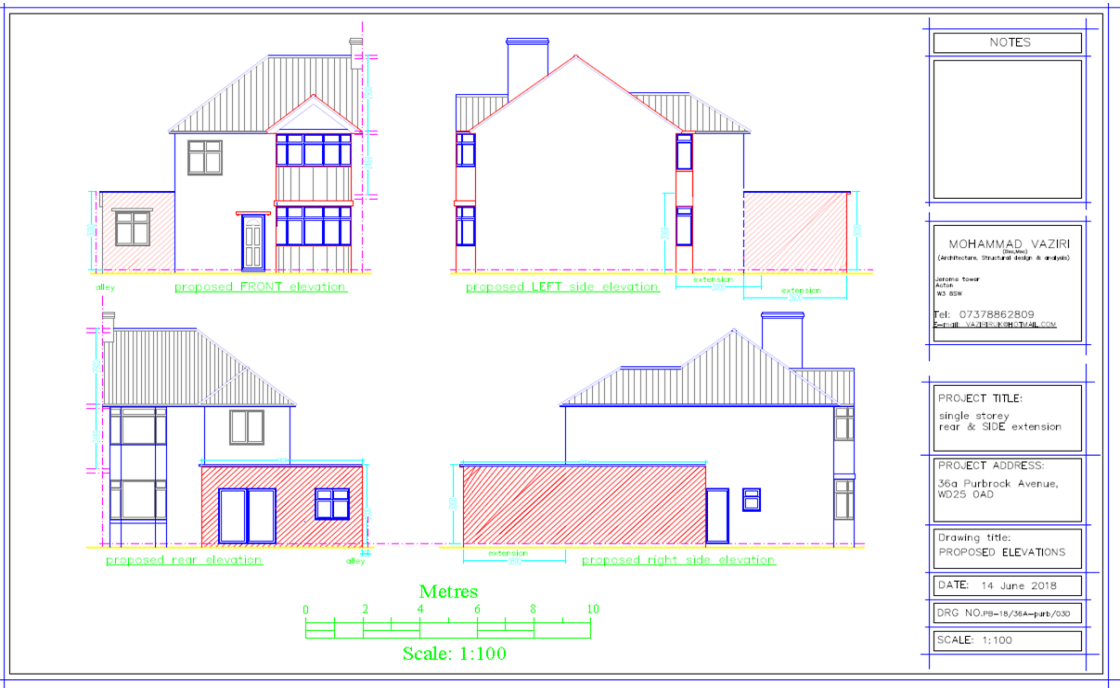 NOTES
MOHAMMAD VAZIRI
(Architecture, Structural design & analysis)
Jerome tower
Acton
W3 8SW
Tel: 07378862809
E-mail: VAZIRIRUK@HOTMAIL.COM
alley
proposed FRONT elevation
proposed LEFT side elevation
extension
extension
proposed rear elevation
alley
extension
proposed right side elevation
PROJECT TITLE:
single storey
rear & SIDE extension
PROJECT ADDRESS:
36a Purbrock Avenue,
WD25 0AD
Drawing title:
PROPOSED ELEVATIONS
DATE: 14 June 2018
DRG NO.PB-18/36A-purb/030
SCALE: 1:100
Metres
0 2 4 6 8 10
Scale: 1:100